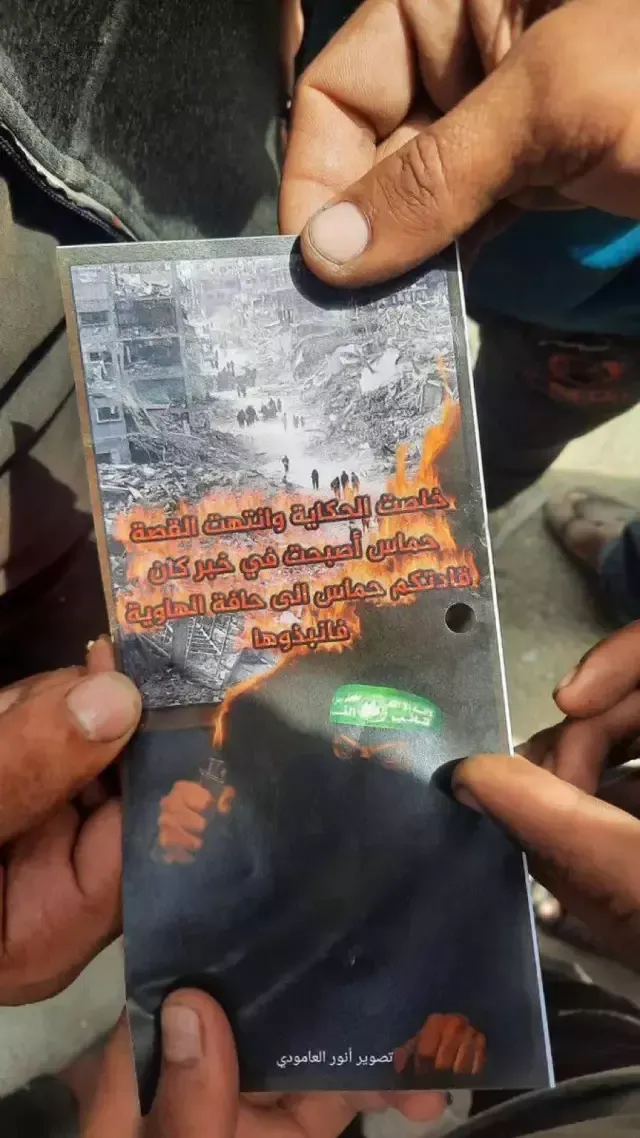 خلصت الحكاية وانتهت القصة
حماس أصبحت في خبر كان
قادتكم حماس الى حافة الهاوية
فانبذوها
تصوير أنور العامودي